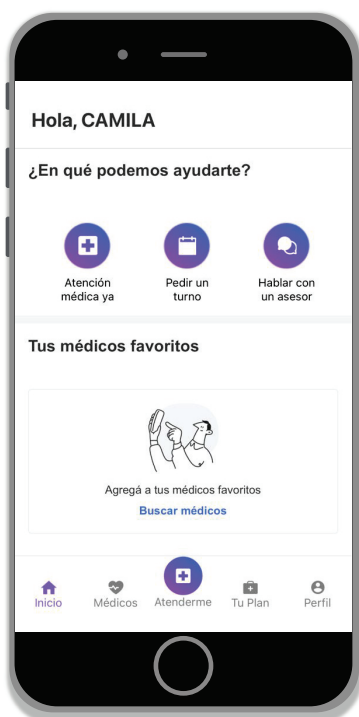 Hola, CAMILA
¿En qué podemos ayudarte?
Atención
médica ya
Pedir un
turno
Hablar con
un asesor
Tus médicos favoritos
Agregá a tus médicos favoritos
Buscar médicos
Inicio
Médicos
Atenderme
Tu Plan
Perfil